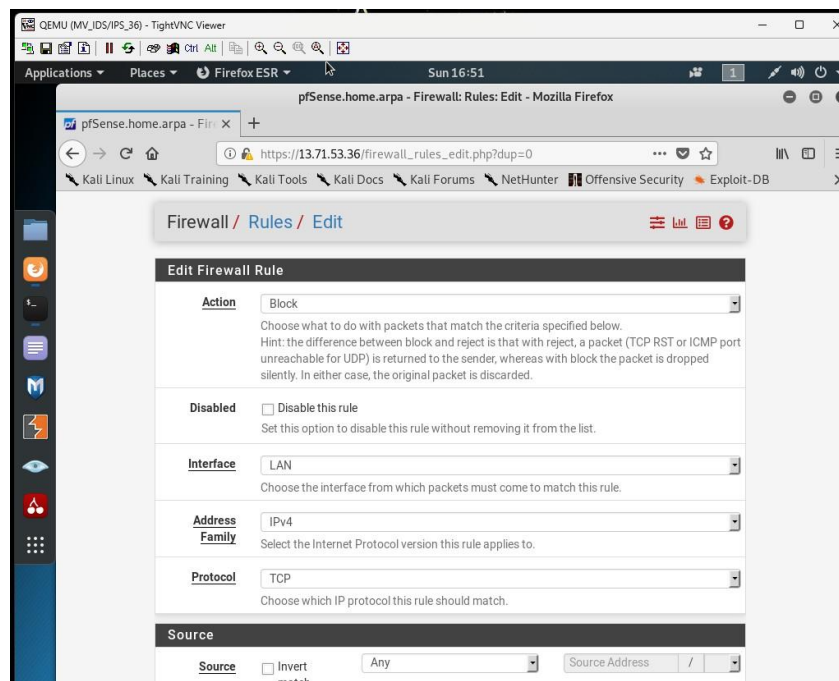 QEMU (MV_IDS/IPS_36) - TightVNC Viewer
Ctrl Alt
Applications Places Firefox ESR Sun 16:51 1
pfSense.home.arpa - Firewall: Rules: Edit - Mozilla Firefox
pfSense.home.arpa - Fir
https://13.71.53.36/firewall_rules_edit.php?dup=0
Kali Linux Kali Training Kali Tools Kali Docs Kali Forums NetHunter Offensive Security Exploit-DB
Firewall / Rules / Edit
Edit Firewall Rule
Action Block
Choose what to do with packets that match the criteria specified below.
Hint: the difference between block and reject is that with reject, a packet (TCP RST or ICMP port
unreachable for UDP) is returned to the sender, whereas with block the packet is dropped
silently. In either case, the original packet is discarded.
Disabled Disable this rule
Set this option to disable this rule without removing it from the list.
Interface LAN
Choose the interface from which packets must come to match this rule.
Address Family IPv4
Select the Internet Protocol version this rule applies to.
Protocol TCP
Choose which IP protocol this rule should match.
Source
Source Invert Any Source Address /